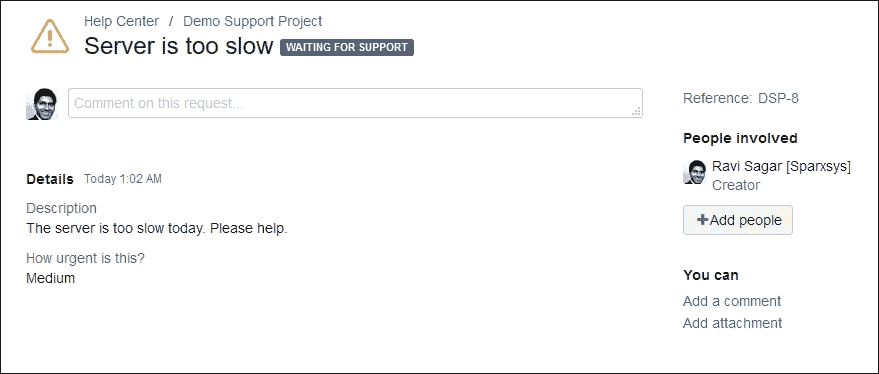 Help Center / Demo Support Project
Server is too slow WAITING FOR SUPPORT
Comment on this request...
Details Today 1:02 AM
Description
The server is too slow today. Please help.
How urgent is this?
Medium
Reference: DSP-8
People involved
Ravi Sagar [Sparxsys]
Creator
+Add people
You can
Add a comment
Add attachment